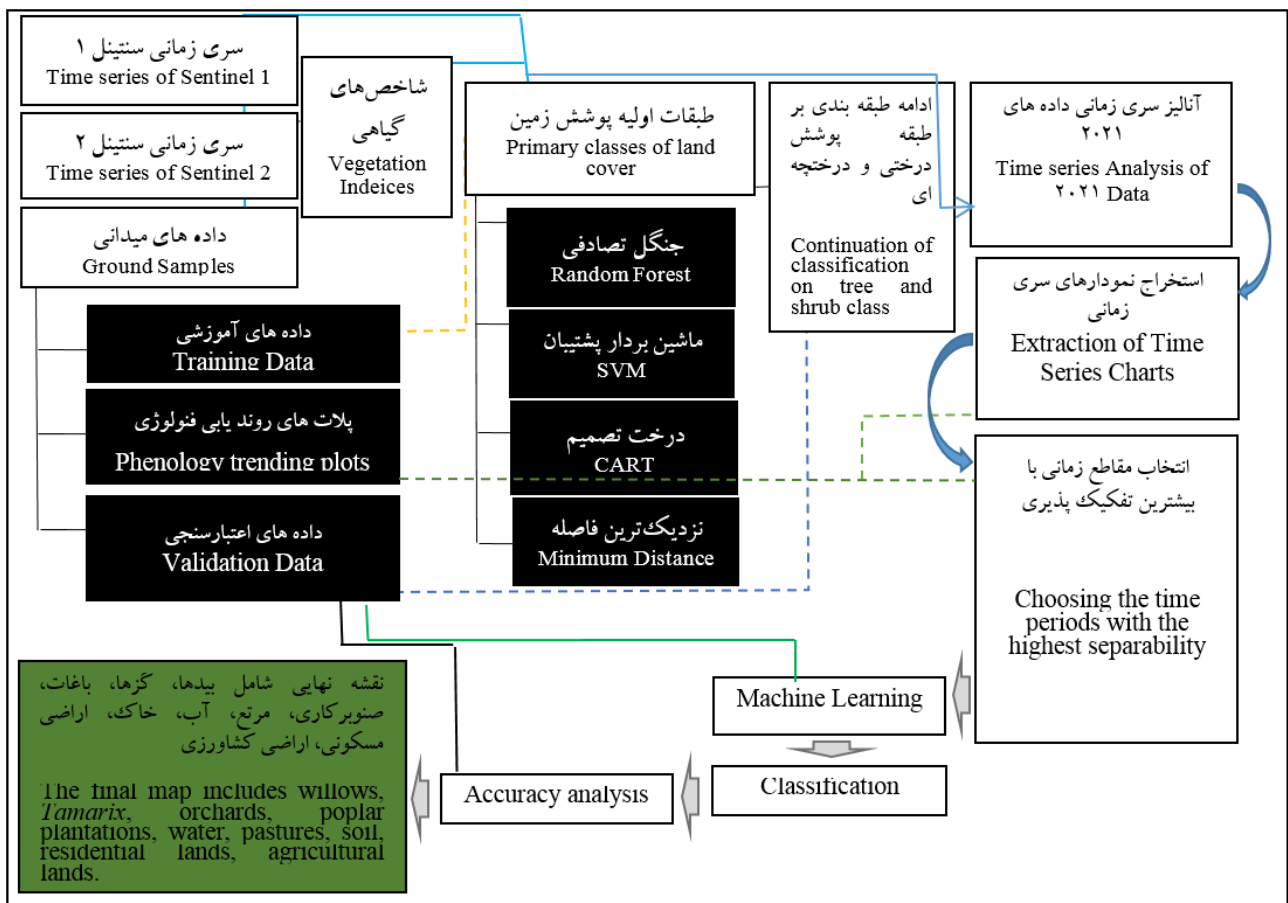 سری زمانی سنتینل ۱
Time series of Sentinel 1
سری زمانی سنتینل ۲
Time series of Sentinel 2
داده های میدانی
Ground Samples
شاخص‌های
گیاهی
Vegetation
Indeices
طبقات اولیه پوشش زمین
Primary classes of land
cover
ادامه طبقه بندی بر
طبقه پوشش
درختی و درختچه
ای
Continuation of
classification
on tree and
shrub class
آنالیز سری زمانی داده های
۲۰۲۱
Time series Analysis of
۲۰۲۱ Data
استخراج نمودارهای سری
زمانی
Extraction of Time
Series Charts
انتخاب مقاطع زمانی با
بیشترین تفکیک پذیری
Choosing the time
periods with the
highest separability
داده های آموزشی
Training Data
پلات های روند یابی فنولوژی
Phenology trending plots
داده های اعتبارسنجی
Validation Data
جنگل تصادفی
Random Forest
ماشین بردار پشتیبان
SVM
درخت تصمیم
CART
نزدیک‌ترین فاصله
Minimum Distance
Machine Learning
Classification
Accuracy analysis
نقشه نهایی شامل بیدها، گزها، باغات،
صنوبرکاری، مرتع، آب، خاک، اراضی
مسکونی، اراضی کشاورزی
The final map includes willows,
Tamarix, orchards, poplar
plantations, water, pastures, soil,
residential lands, agricultural
lands.